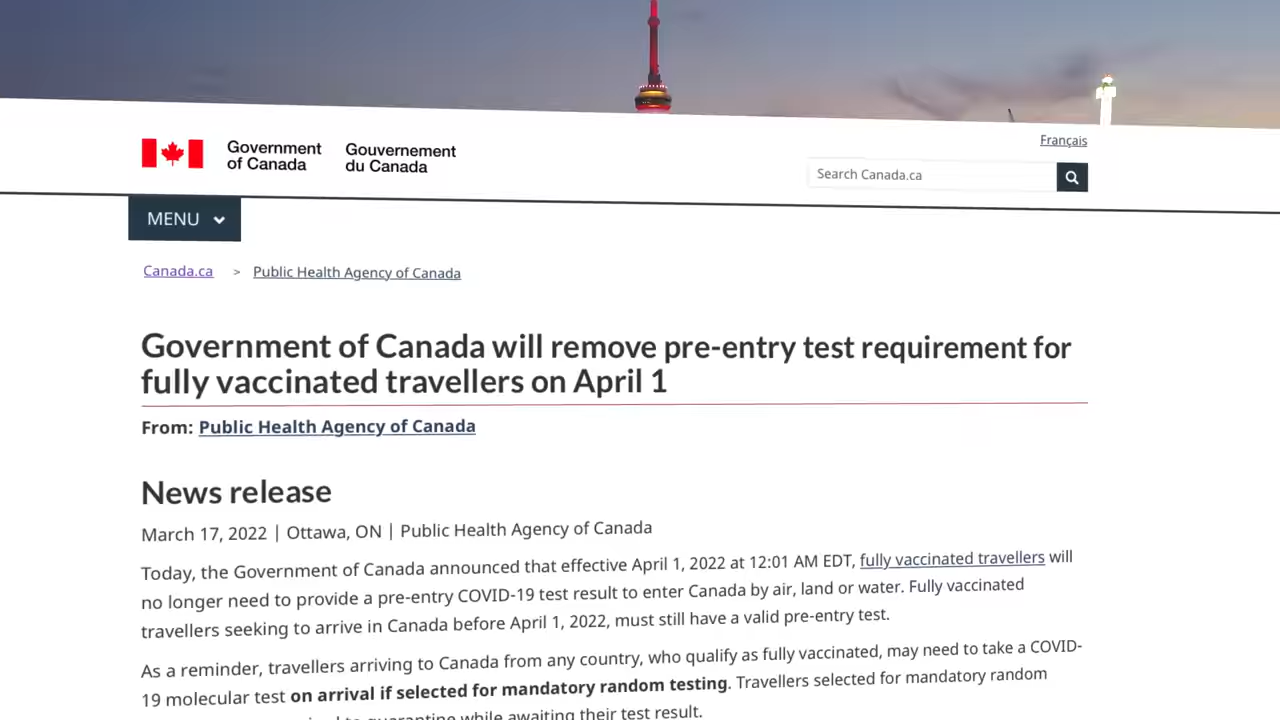 Government of Canada
Gouvernement du Canada
Français
Search Canada.ca
MENU
Canada.ca > Public Health Agency of Canada
Government of Canada will remove pre-entry test requirement for
fully vaccinated travellers on April 1
From: Public Health Agency of Canada
News release
March 17, 2022 | Ottawa, ON | Public Health Agency of Canada
Today, the Government of Canada announced that effective April 1, 2022 at 12:01 AM EDT, fully vaccinated travellers will
no longer need to provide a pre-entry COVID-19 test result to enter Canada by air, land or water. Fully vaccinated
travellers seeking to arrive in Canada before April 1, 2022, must still have a valid pre-entry test.
As a reminder, travellers arriving to Canada from any country, who qualify as fully vaccinated, may need to take a COVID-
19 molecular test on arrival if selected for mandatory random testing. Travellers selected for mandatory random
to quarantine while awaiting their test result.